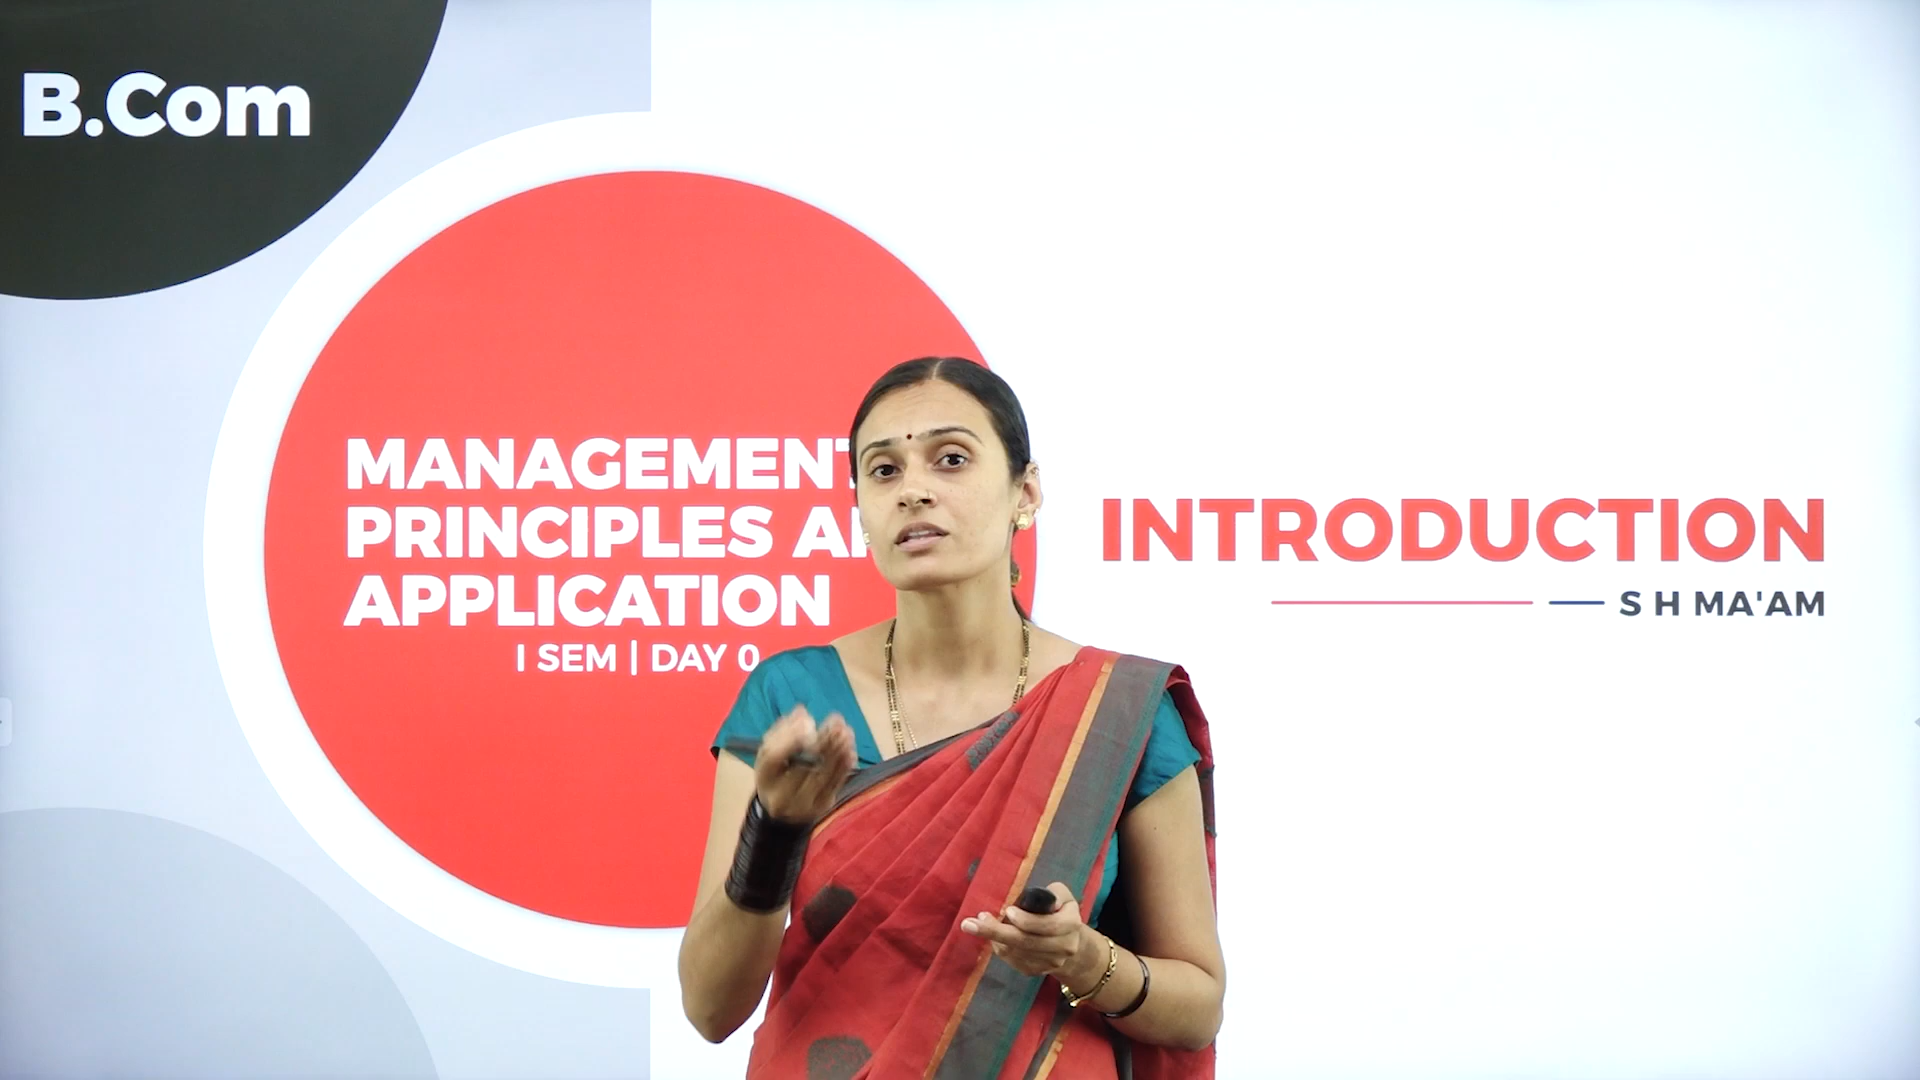 B.Com
MANAGEMENT
PRINCIPLES
APPLICATION
I SEM | DAY 0
INTRODUCTION
S H MA'AM